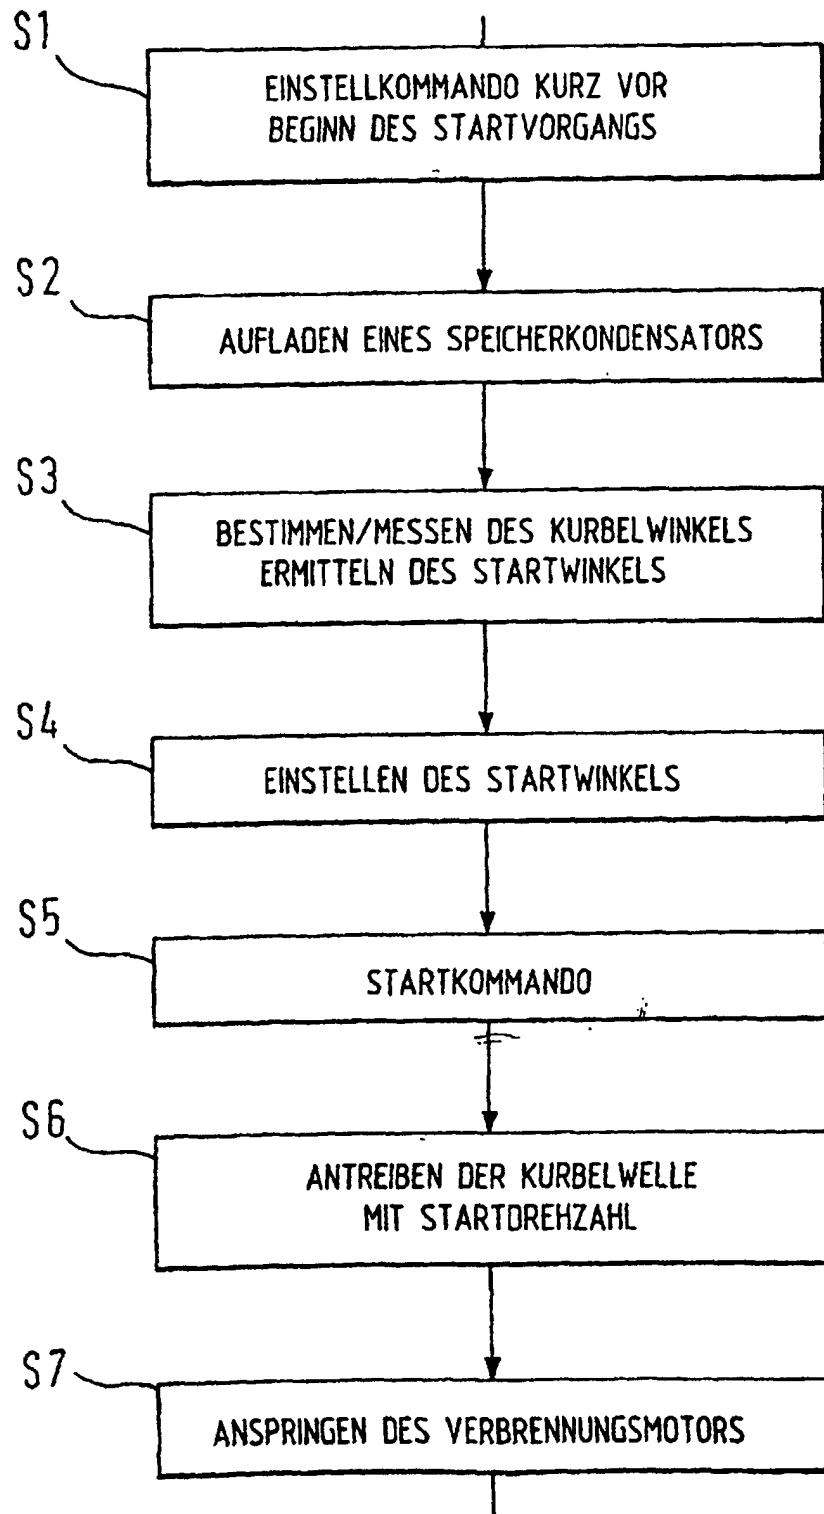 S1
EINSTELLKOMMANDO KURZ VOR
BEGINN DES STARTVORGANGS
S2
AUFLADEN EINES SPEICHERKONDENSATORS
S3
BESTIMMEN/MESSEN DES KURBELWINKELS
ERMITTELN DES STARTWINKELS
S4
EINSTELLEN DES STARTWINKELS
S5
STARTKOMMANDO
S6
ANTREIBEN DER KURBELWELLE
MIT STARTDREHZAHL
S7
ANSPRINGEN DES VERBRENNUNGSMOTORS